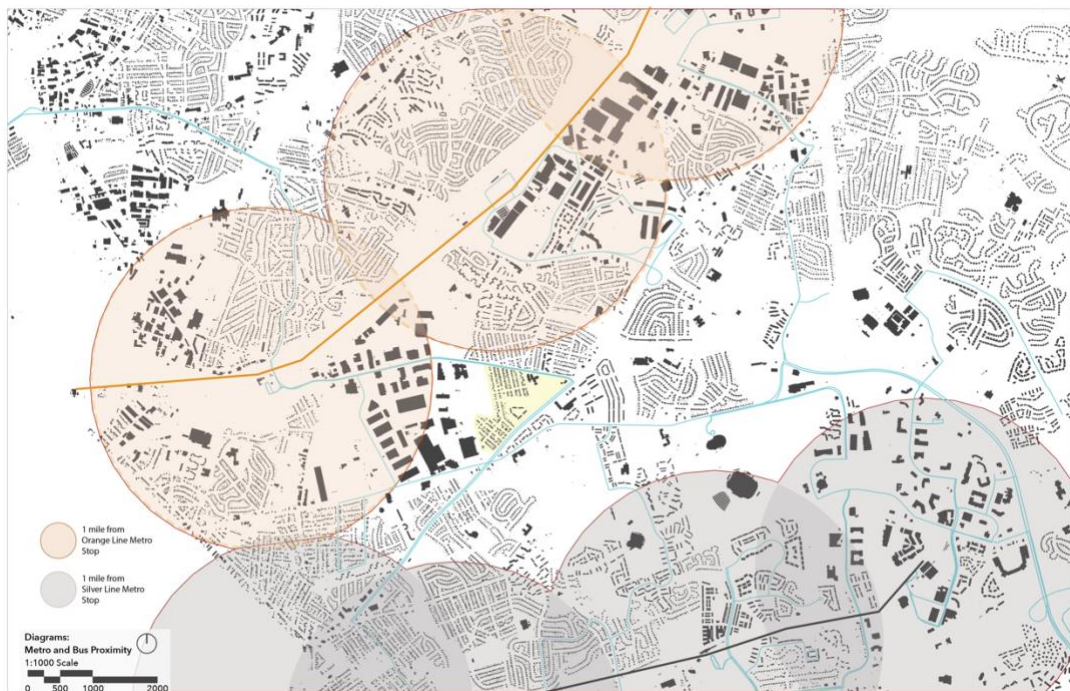 1 mile from
Orange Line Metro
Stop
1 mile from
Silver Line Metro
Stop
Diagrams:
Metro and Bus Proximity
1:1000 Scale
0 500 1000 2000